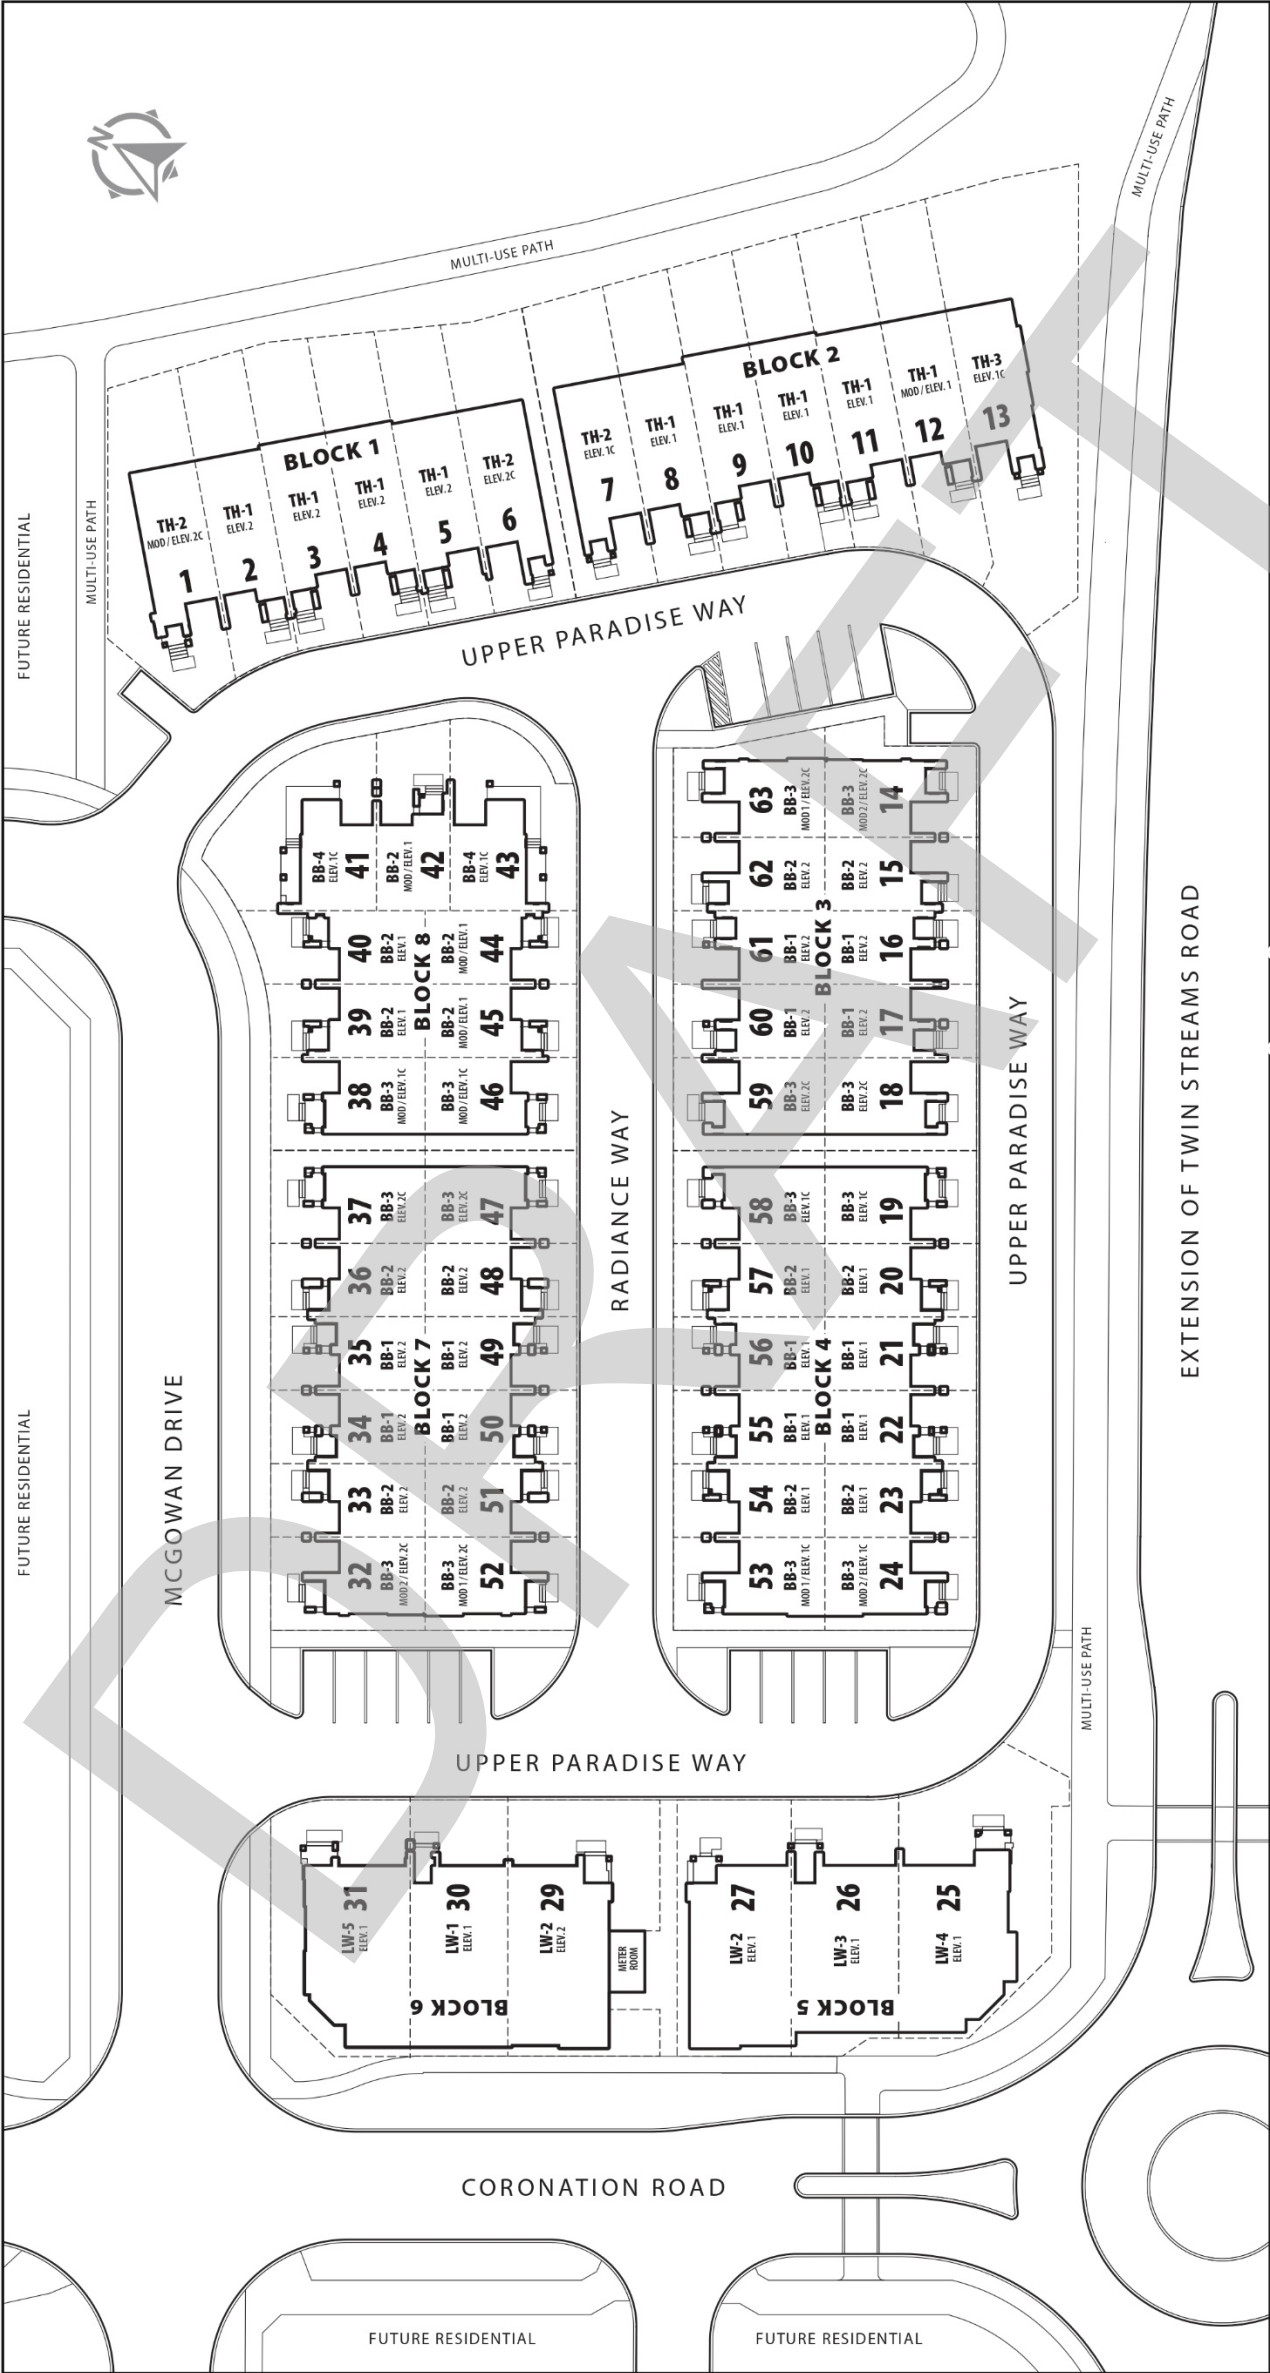 N
MULTI-USE PATH
MULTI-USE PATH
BLOCK 2
TH-2
ELEV. 1C
7
TH-1
ELEV. 1
8
TH-1
ELEV. 1
9
TH-1
ELEV. 1
10
TH-1
ELEV. 1
11
TH-1
MOD / ELEV. 1
12
TH-3
ELEV. 1C
13
BLOCK 1
TH-2
MOD / ELEV. 2C
1
TH-1
ELEV. 2
2
TH-1
ELEV. 2
3
TH-1
ELEV. 2
4
TH-1
ELEV. 2
5
TH-2
ELEV. 2C
6
FUTURE RESIDENTIAL
MULTI-USE PATH
UPPER PARADISE WAY
41
BB-4
ELEV. 1C
42
BB-2
MOD / ELEV. 1
43
BB-4
ELEV. 1C
40
BB-2
ELEV. 1
BLOCK 8
BB-2
MOD / ELEV. 1
44
39
BB-2
ELEV. 1
BB-2
MOD / ELEV. 1
45
38
BB-3
MOD / ELEV. 1C
BB-3
MOD / ELEV. 1C
46
63
BB-3
MOD 1 / ELEV. 2C
BB-3
MOD 2 / ELEV. 2C
14
62
BB-2
ELEV. 2
BB-2
ELEV. 2
15
BLOCK 3
61
BB-1
ELEV. 2
BB-1
ELEV. 2
16
60
BB-1
ELEV. 2
BB-1
ELEV. 2
17
59
BB-3
ELEV. 2C
BB-3
ELEV. 2C
18
RADIANCE WAY
UPPER PARADISE WAY
EXTENSION OF TWIN STREAMS ROAD
37
BB-3
ELEV. 2C
BB-3
ELEV. 2C
47
36
BB-2
ELEV. 2
BB-2
ELEV. 2
48
35
BB-1
ELEV. 2
BLOCK 7
BB-1
ELEV. 2
49
34
BB-1
ELEV. 2
BB-1
ELEV. 2
50
33
BB-2
ELEV. 2
BB-2
ELEV. 2
51
32
BB-3
MOD 2 / ELEV. 2C
BB-3
MOD 1 / ELEV. 2C
52
58
BB-3
ELEV. 1C
BB-3
ELEV. 1C
19
57
BB-2
ELEV. 1
BB-2
ELEV. 1
20
56
BB-1
ELEV. 1
BLOCK 4
BB-1
ELEV. 1
21
55
BB-1
ELEV. 1
BB-1
ELEV. 1
22
54
BB-2
ELEV. 1
BB-2
ELEV. 1
23
53
BB-3
MOD 1 / ELEV. 1C
BB-3
MOD 2 / ELEV. 1C
24
FUTURE RESIDENTIAL
MCGOWAN DRIVE
MULTI-USE PATH
UPPER PARADISE WAY
31
LW-5
ELEV. 1
30
LW-1
ELEV. 1
29
LW-2
ELEV. 2
METER
ROOM
BLOCK 6
27
LW-2
ELEV. 1
26
LW-3
ELEV. 1
25
LW-4
ELEV. 1
BLOCK 5
CORONATION ROAD
FUTURE RESIDENTIAL
FUTURE RESIDENTIAL
DRAFT